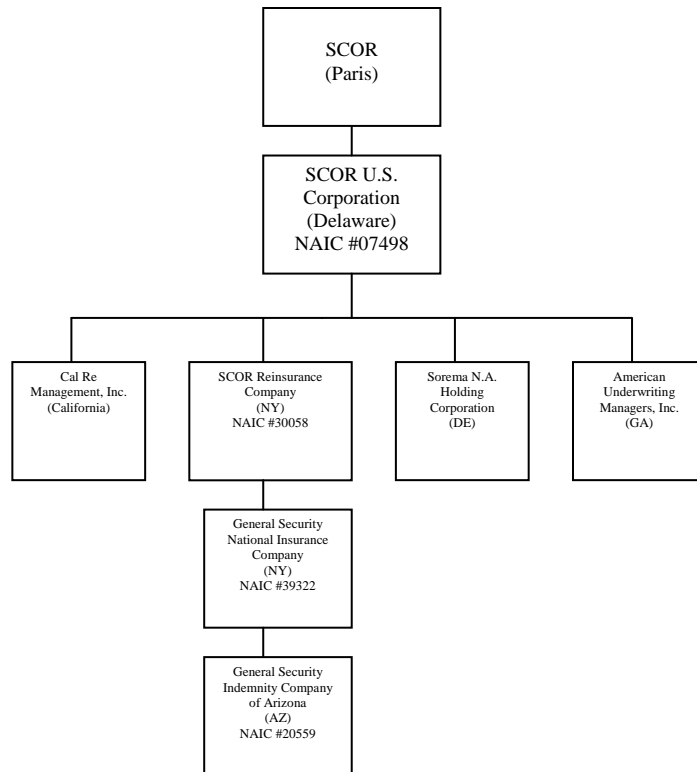 SCOR
(Paris)
SCOR U.S.
Corporation
(Delaware)
NAIC #07498
Cal Re
Management, Inc.
(California)
SCOR Reinsurance
Company
(NY)
NAIC #30058
Sorema N.A.
Holding
Corporation
(DE)
American
Underwriting
Managers, Inc.
(GA)
General Security
National Insurance
Company
(NY)
NAIC #39322
General Security
Indemnity Company
of Arizona
(AZ)
NAIC #20559